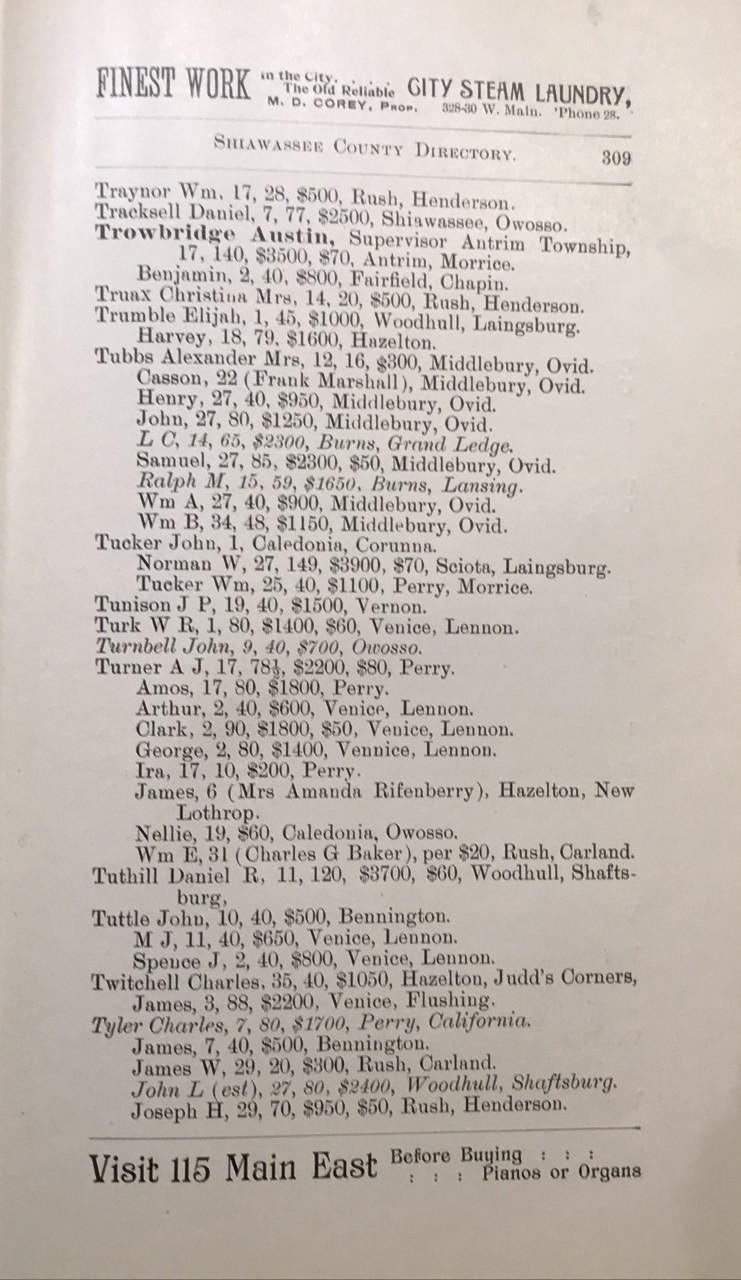 FINEST WORK in the City. The Old Reliable CITY STEAM LAUNDRY,
M. D. COREY, PROP. 328-30 W. Main. 'Phone 28.
SHIAWASSEE COUNTY DIRECTORY. 309
Traynor Wm, 17, 28, $500, Rush, Henderson.
Tracksell Daniel, 7, 77, $2500, Shiawassee, Owosso.
Trowbridge Austin, Supervisor Antrim Township,
17, 140, $3500, $70, Antrim, Morrice.
Benjamin, 2, 40, $800, Fairfield, Chapin.
Truax Christina Mrs, 14, 20, $500, Rush, Henderson.
Trumble Elijah, 1, 45, $1000, Woodhull, Laingsburg.
Harvey, 18, 79, $1600, Hazelton.
Tubbs Alexander Mrs, 12, 16, $300, Middlebury, Ovid.
Casson, 22 (Frank Marshall), Middlebury, Ovid.
Henry, 27, 40, $950, Middlebury, Ovid.
John, 27, 80, $1250, Middlebury, Ovid.
L C, 14, 65, $2300, Burns, Grand Ledge.
Samuel, 27, 85, $2300, $50, Middlebury, Ovid.
Ralph M, 15, 59, $1650, Burns, Lansing.
Wm A, 27, 40, $900, Middlebury, Ovid.
Wm B, 34, 48, $1150, Middlebury, Ovid.
Tucker John, 1, Caledonia, Corunna.
Norman W, 27, 149, $3900, $70, Sciota, Laingsburg.
Tucker Wm, 25, 40, $1100, Perry, Morrice.
Tunison J P, 19, 40, $1500, Vernon.
Turk W R, 1, 80, $1400, $60, Venice, Lennon.
Turnbell John, 9, 40, $700, Owosso.
Turner A J, 17, 78½, $2200, $80, Perry.
Amos, 17, 80, $1800, Perry.
Arthur, 2, 40, $600, Venice, Lennon.
Clark, 2, 90, $1800, $50, Venice, Lennon.
George, 2, 80, $1400, Vennice, Lennon.
Ira, 17, 10, $200, Perry.
James, 6 (Mrs Amanda Rifenberry), Hazelton, New
Lothrop.
Nellie, 19, $60, Caledonia, Owosso.
Wm E, 31 (Charles G Baker), per $20, Rush, Carland.
Tuthill Daniel R, 11, 120, $3700, $60, Woodhull, Shafts-
burg,
Tuttle John, 10, 40, $500, Bennington.
M J, 11, 40, $650, Venice, Lennon.
Spence J, 2, 40, $800, Venice, Lennon.
Twitchell Charles, 35, 40, $1050, Hazelton, Judd's Corners,
James, 3, 88, $2200, Venice, Flushing.
Tyler Charles, 7, 80, $1700, Perry, California.
James, 7, 40, $500, Bennington.
James W, 29, 20, $300, Rush, Carland.
John L (est), 27, 80, $2400, Woodhull, Shaftsburg.
Joseph H, 29, 70, $950, $50, Rush, Henderson.
Visit 115 Main East Before Buying : : :
: : : Pianos or Organs